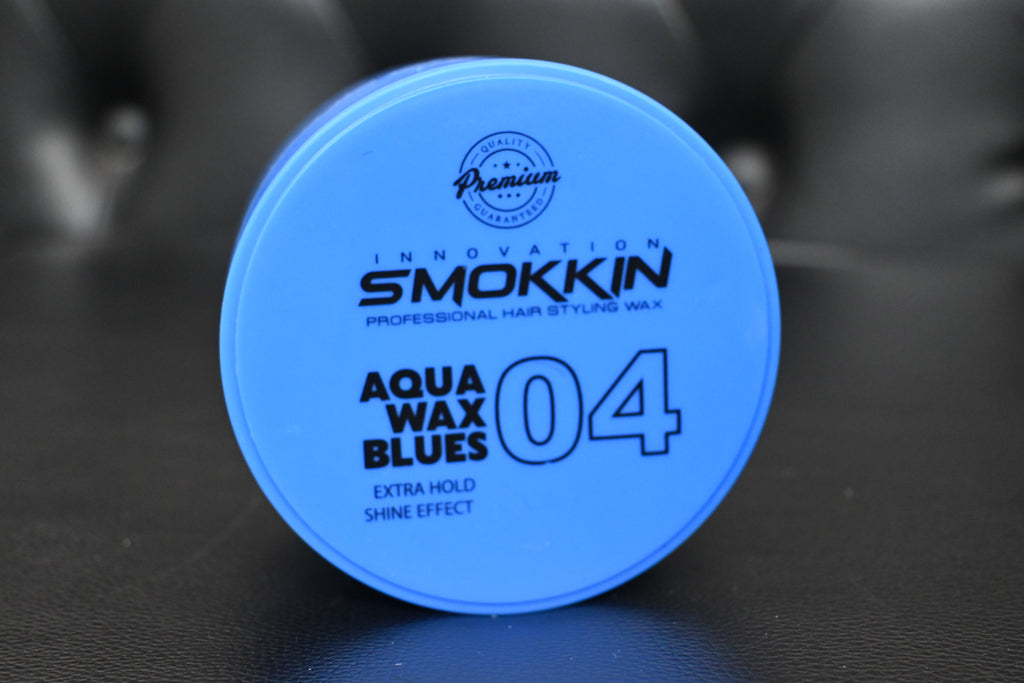 QUALITY
Premium
GUARANTEED
INNOVATION
SMOKKIN
PROFESSIONAL HAIR STYLING WAX
AQUA
WAX
BLUES
04
EXTRA HOLD
SHINE EFFECT